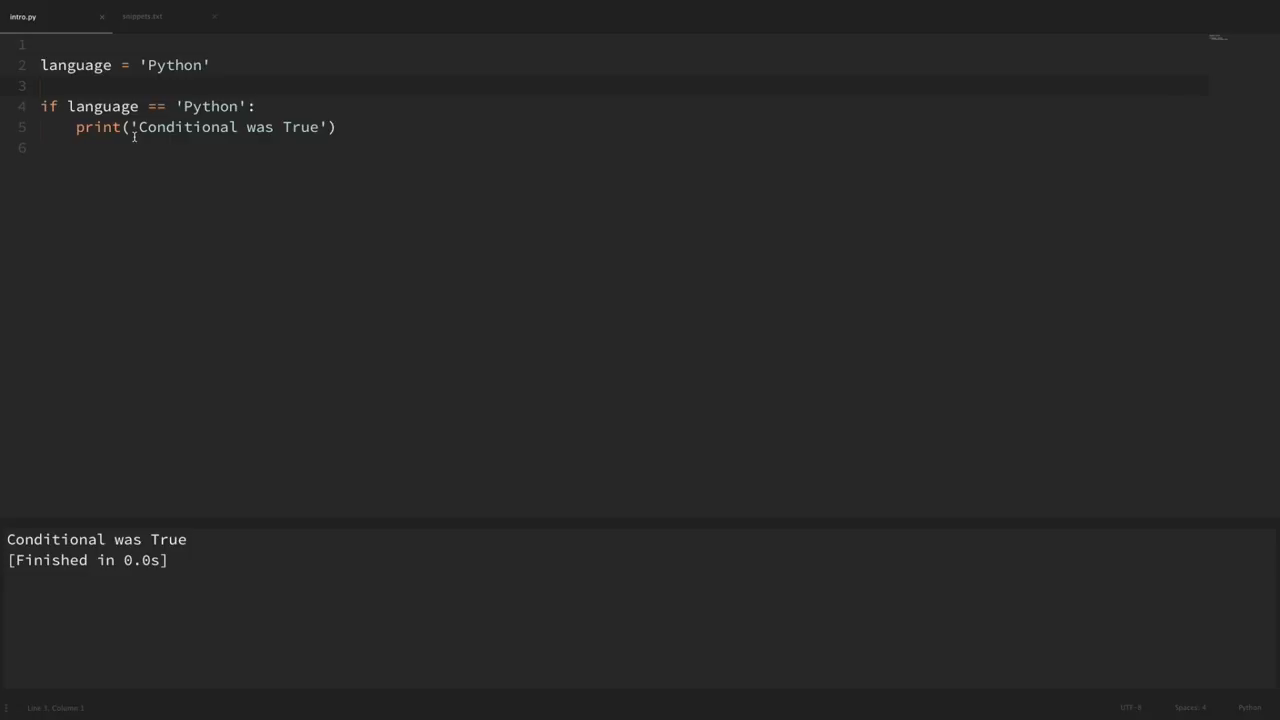 intro.py × snippets.txt ×
1
2 language = 'Python'
3
4 if language == 'Python':
5     print('Conditional was True')
6
Conditional was True
[Finished in 0.0s]
Line 3, Column 1 UTF-8 Spaces: 4 Python